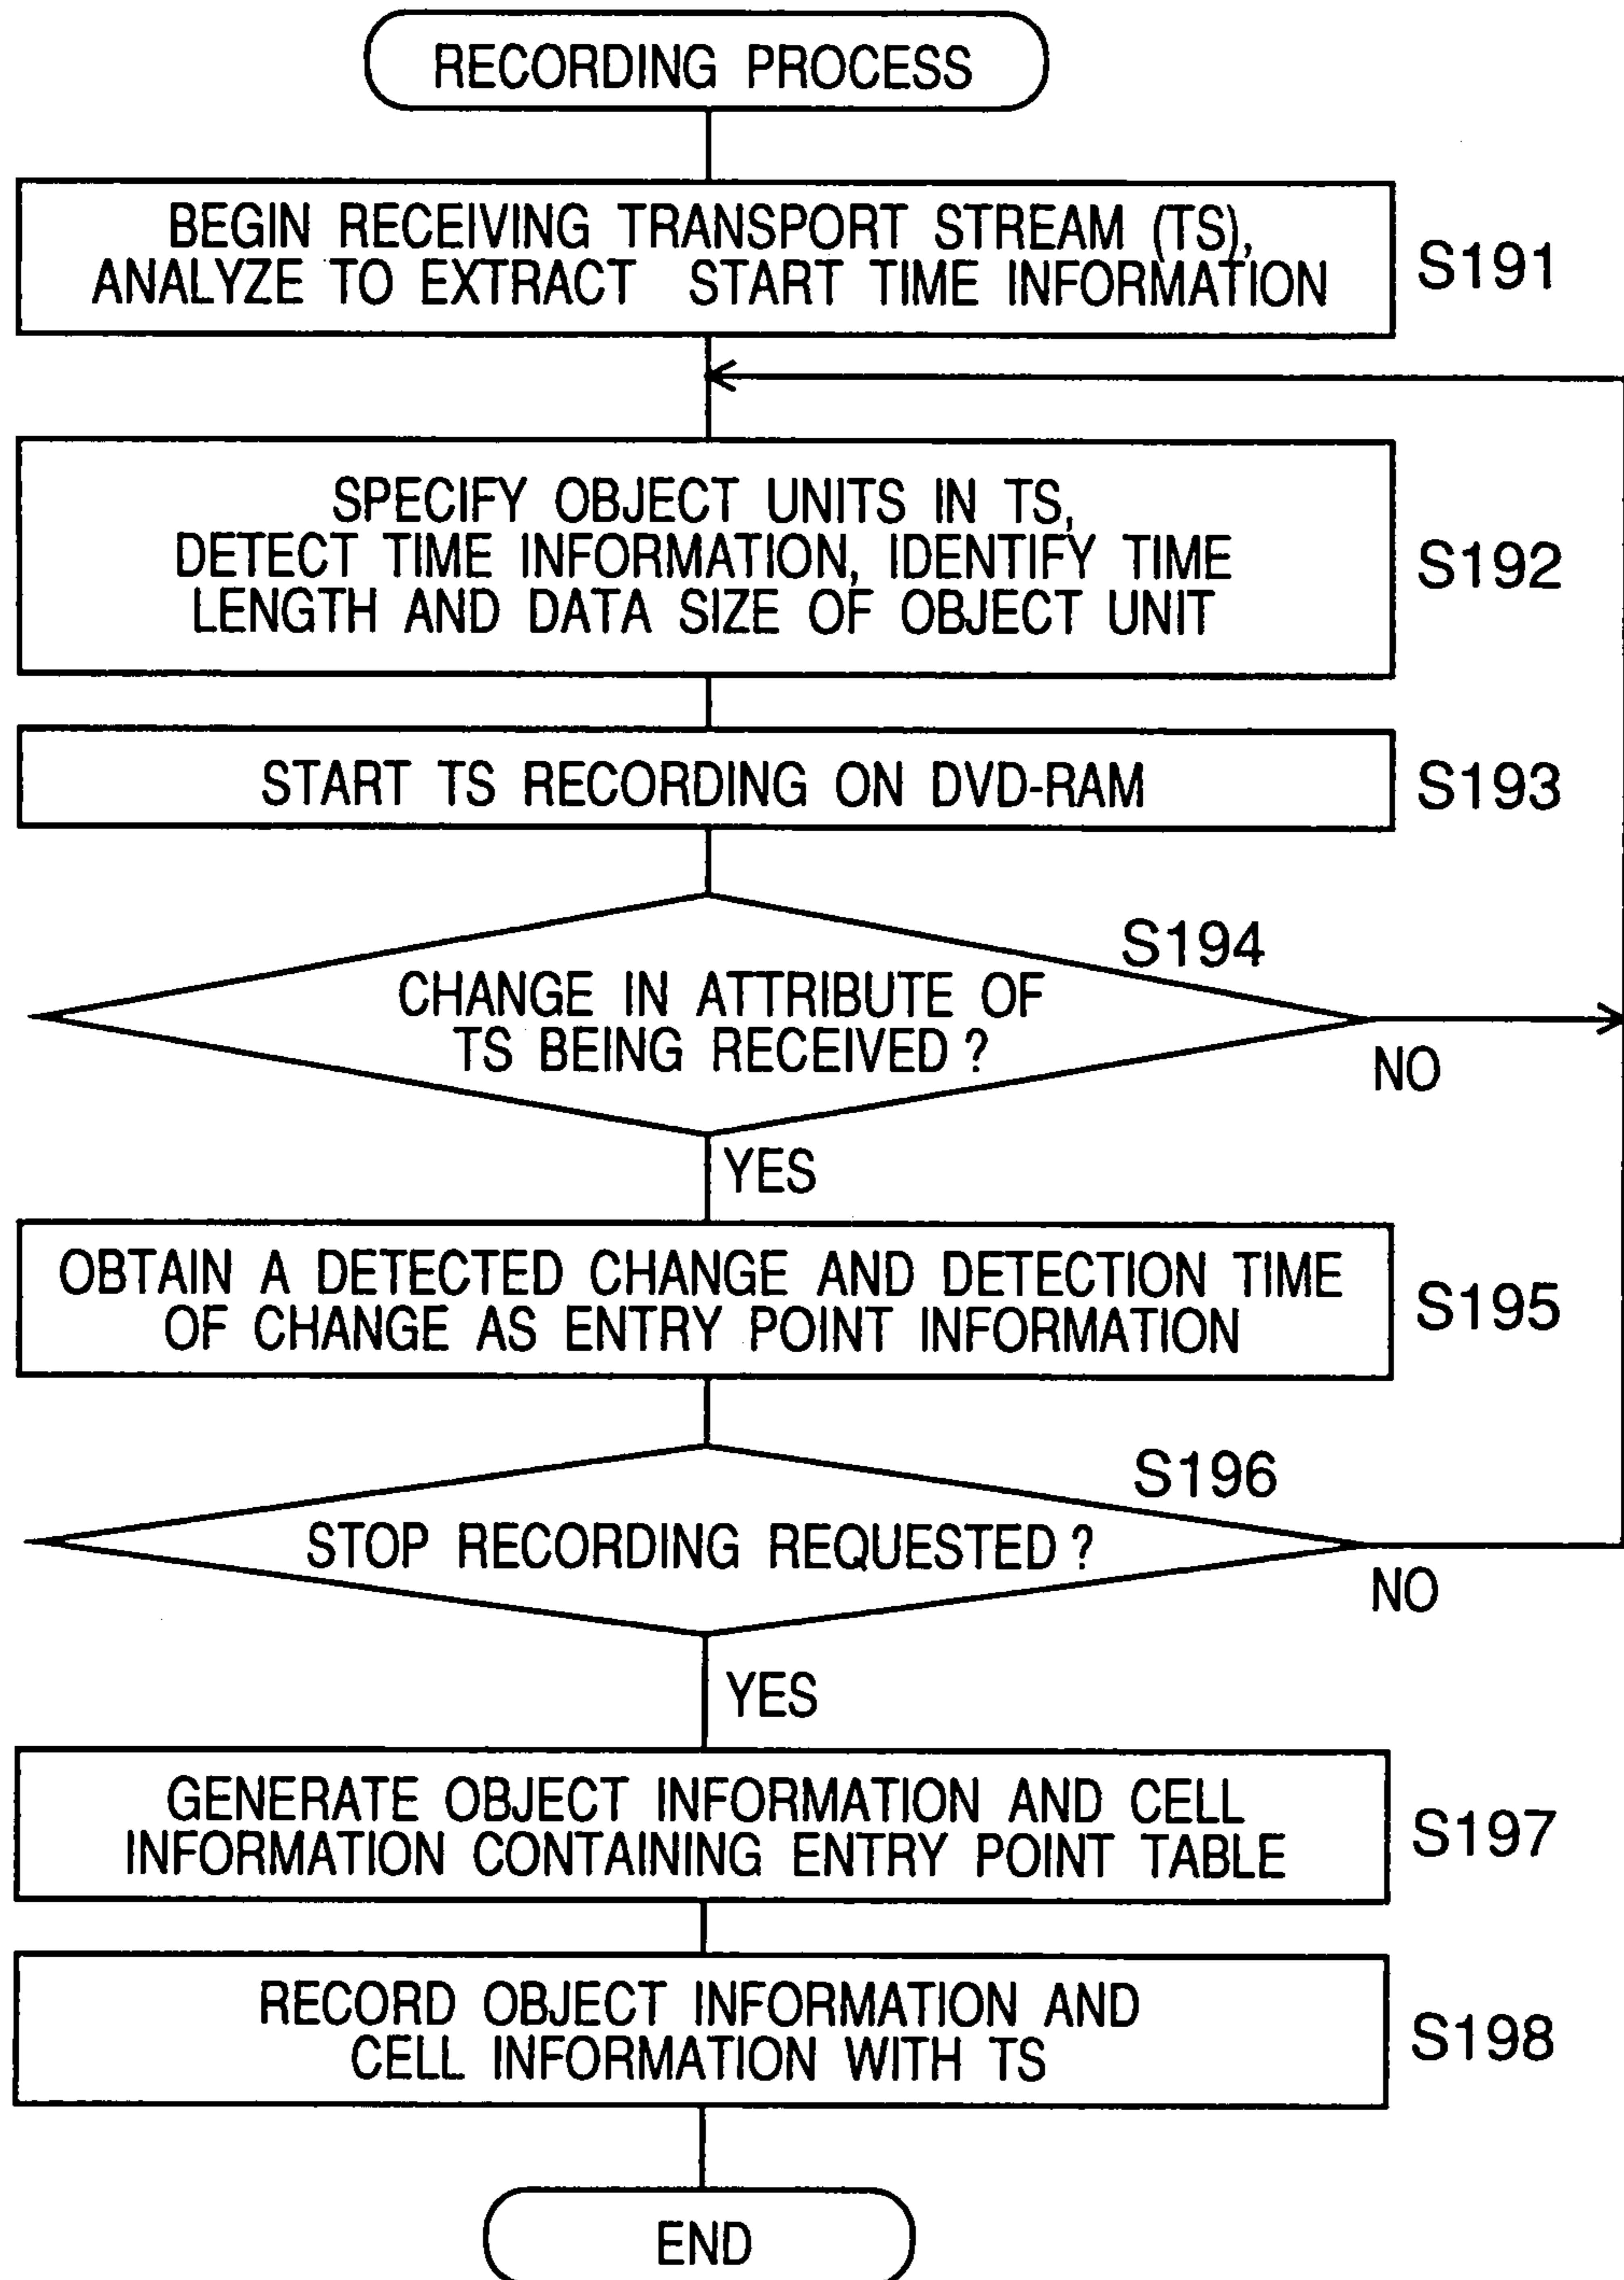 RECORDING PROCESS
BEGIN RECEIVING TRANSPORT STREAM (TS),
ANALYZE TO EXTRACT START TIME INFORMATION
S191
SPECIFY OBJECT UNITS IN TS,
DETECT TIME INFORMATION, IDENTIFY TIME
LENGTH AND DATA SIZE OF OBJECT UNIT
S192
START TS RECORDING ON DVD-RAM
S193
S194
CHANGE IN ATTRIBUTE OF
TS BEING RECEIVED ?
NO
YES
OBTAIN A DETECTED CHANGE AND DETECTION TIME
OF CHANGE AS ENTRY POINT INFORMATION
S195
S196
STOP RECORDING REQUESTED ?
NO
YES
GENERATE OBJECT INFORMATION AND CELL
INFORMATION CONTAINING ENTRY POINT TABLE
S197
RECORD OBJECT INFORMATION AND
CELL INFORMATION WITH TS
S198
END